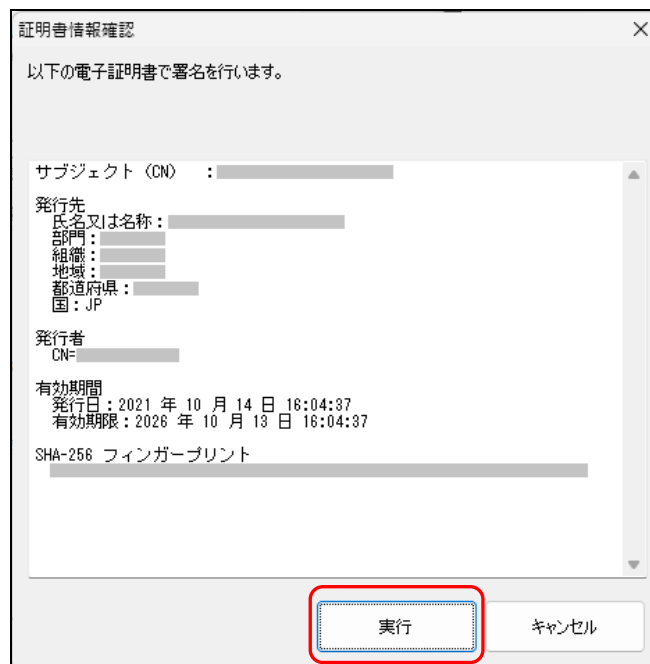 証明書情報確認
以下の電子証明書で署名を行います。
サブジェクト (CN) :
発行先
氏名又は名称:
部門:
組織:
地域:
都道府県:
国:JP
発行者
CN=
有効期間
発行日:2021 年 10 月 14 日 16:04:37
有効期限:2026 年 10 月 13 日 16:04:37
SHA-256 フィンガープリント
実行
キャンセル